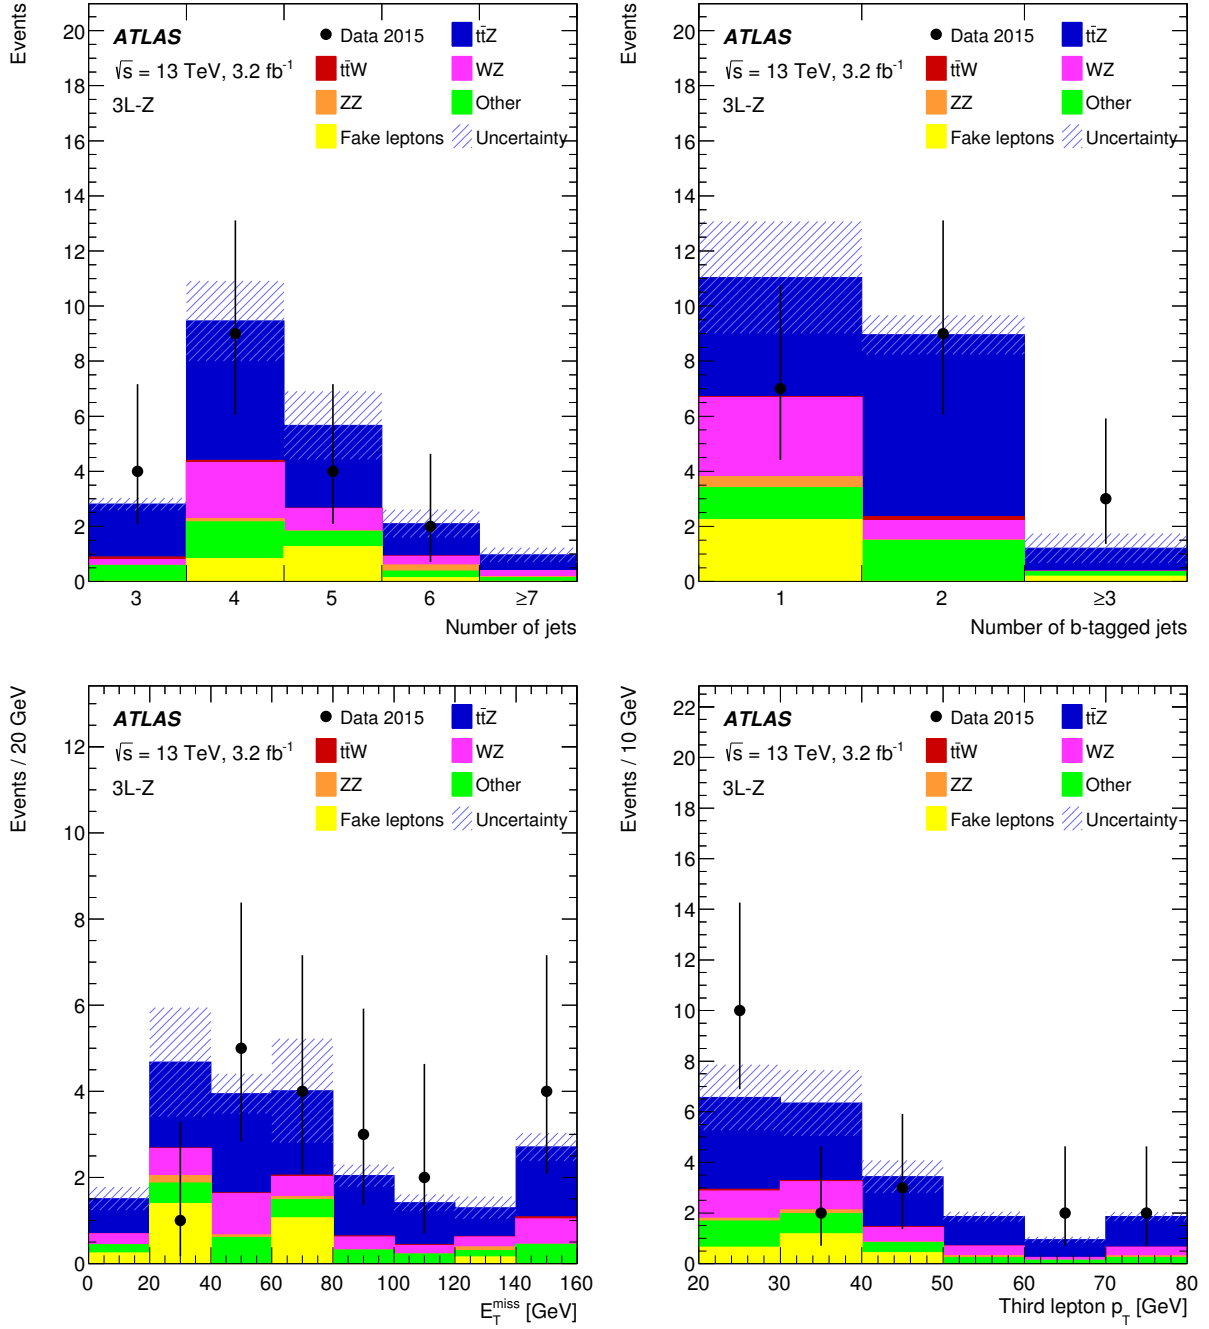 Events
20
18
16
14
12
10
8
6
4
2
0
ATLAS
√s = 13 TeV, 3.2 fb⁻¹
3L-Z
Data 2015
tt̄Z
tt̄W
WZ
ZZ
Other
Fake leptons
Uncertainty
3 4 5 6 ≥7
Number of jets
Events
20
18
16
14
12
10
8
6
4
2
0
ATLAS
√s = 13 TeV, 3.2 fb⁻¹
3L-Z
Data 2015
tt̄Z
tt̄W
WZ
ZZ
Other
Fake leptons
Uncertainty
1 2 ≥3
Number of b-tagged jets
Events / 20 GeV
12
10
8
6
4
2
0
ATLAS
√s = 13 TeV, 3.2 fb⁻¹
3L-Z
Data 2015
tt̄Z
tt̄W
WZ
ZZ
Other
Fake leptons
Uncertainty
0 20 40 60 80 100 120 140 160
E_T^miss [GeV]
Events / 10 GeV
22
20
18
16
14
12
10
8
6
4
2
0
ATLAS
√s = 13 TeV, 3.2 fb⁻¹
3L-Z
Data 2015
tt̄Z
tt̄W
WZ
ZZ
Other
Fake leptons
Uncertainty
20 30 40 50 60 70 80
Third lepton p_T [GeV]